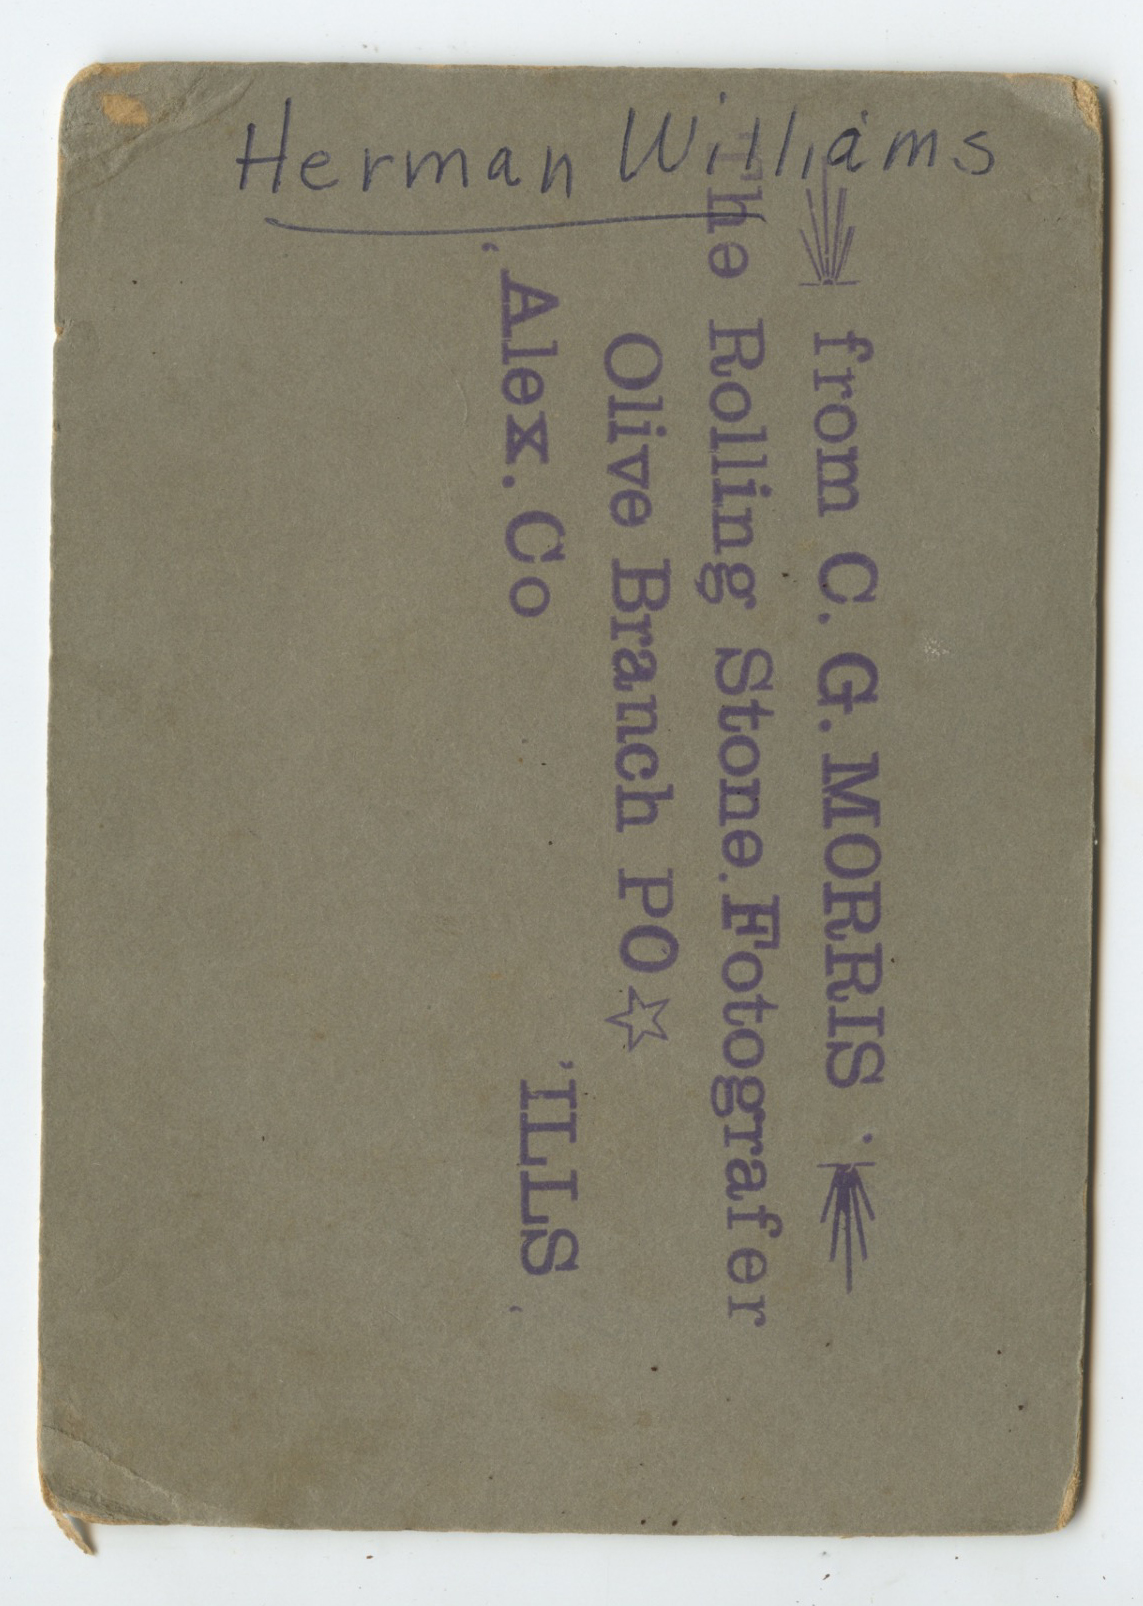 Herman Williams
from C. G. MORRIS
The Rolling Stone. Fotografer
Olive Branch PO ☆
Alex. Co ILLS